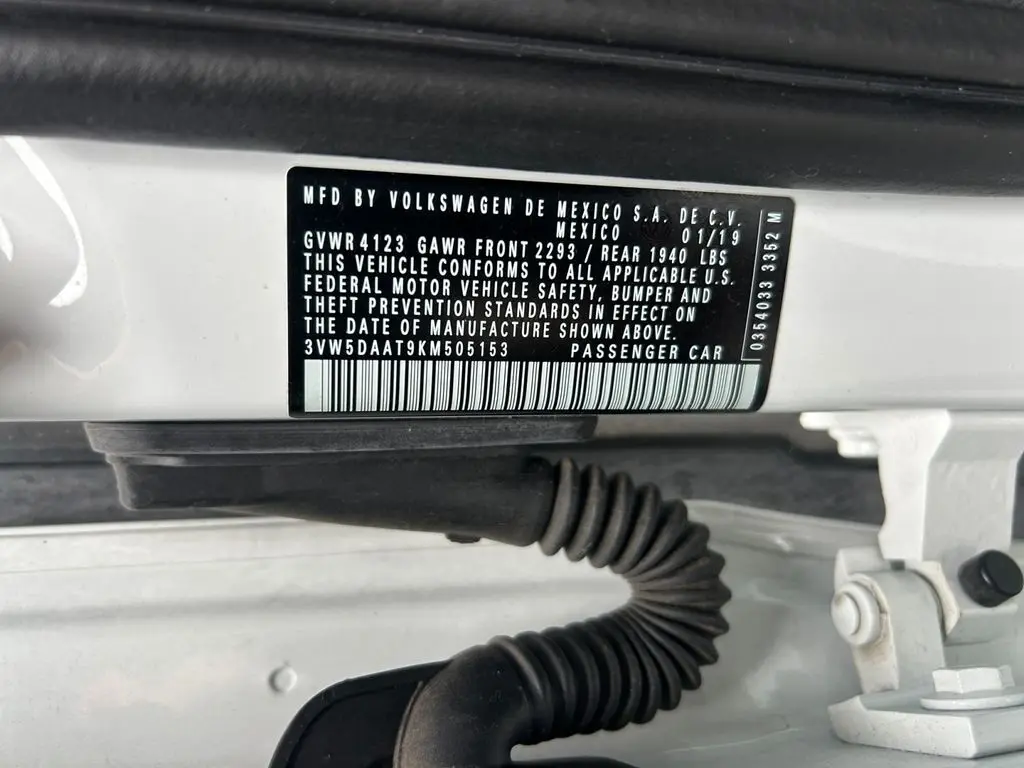 MFD BY VOLKSWAGEN DE MEXICO S.A. DE C.V.
MEXICO 01/19
GVWR 4123 GAWR FRONT 2293 / REAR 1940 LBS
THIS VEHICLE CONFORMS TO ALL APPLICABLE U.S.
FEDERAL MOTOR VEHICLE SAFETY, BUMPER AND
THEFT PREVENTION STANDARDS IN EFFECT ON
THE DATE OF MANUFACTURE SHOWN ABOVE.
3VW5DAAT9KM505153 PASSENGER CAR
0354033 3352 M